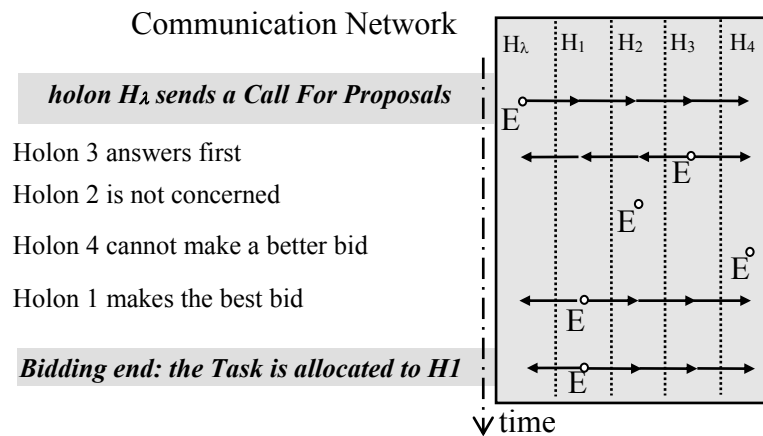 Communication Network
Hλ H1 H2 H3 H4
holon Hλ sends a Call For Proposals
E
Holon 3 answers first
E
Holon 2 is not concerned
E
Holon 4 cannot make a better bid
E
Holon 1 makes the best bid
E
Bidding end: the Task is allocated to H1
E
time